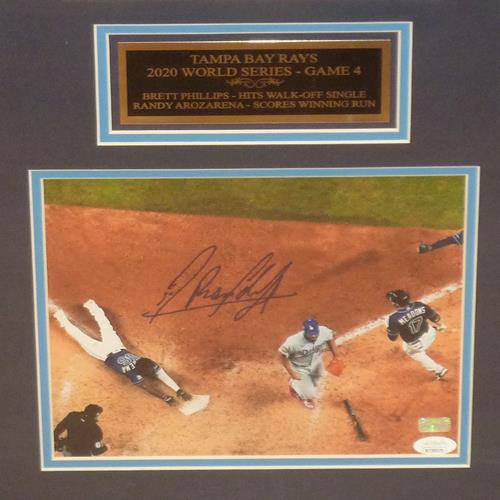 TAMPA BAY RAYS
2020 WORLD SERIES - GAME 4
BRETT PHILLIPS - HITS WALK-OFF SINGLE
RANDY AROZARENA - SCORES WINNING RUN
MEADOWS
17